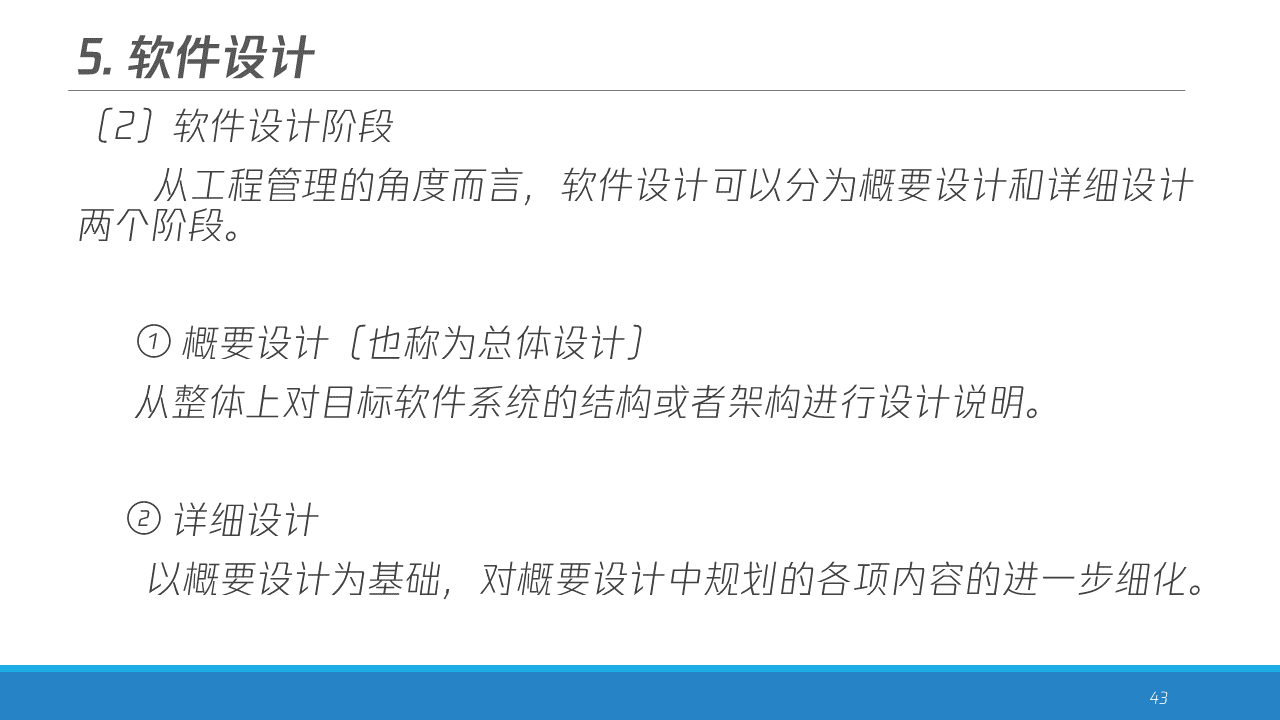 5. 软件设计
（2）软件设计阶段
从工程管理的角度而言，软件设计可以分为概要设计和详细设计
两个阶段。
① 概要设计（也称为总体设计）
从整体上对目标软件系统的结构或者架构进行设计说明。
② 详细设计
以概要设计为基础，对概要设计中规划的各项内容的进一步细化。
43